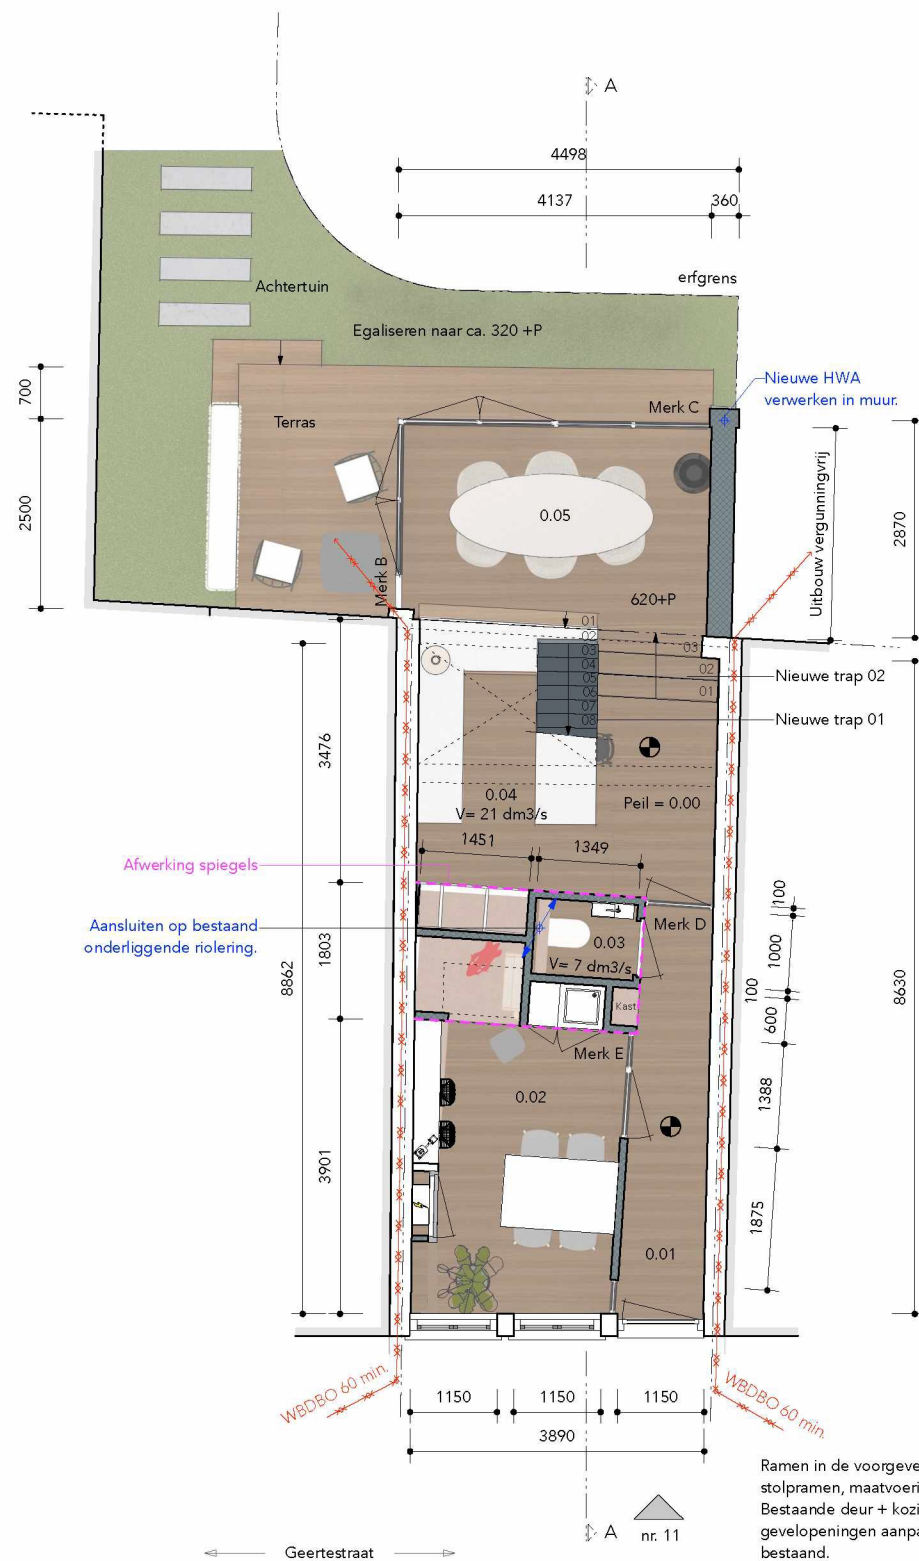 A
4498
4137
360
erfgrens
Achtertuin
Egaliseren naar ca. 320 +P
Nieuwe HWA
verwerken in muur.
Merk C
700
Terras
2500
0.05
Uitbouw vergunningvrij
2870
Merk B
620+P
01
02
03
04
05
06
07
08
03
02
01
Nieuwe trap 02
Nieuwe trap 01
3476
0.04
V= 21 dm3/s
Peil = 0.00
1451
1349
Afwerking spiegels
100
Merk D
Aansluiten op bestaand
onderliggende riolering.
0.03
V= 7 dm3/s
1000
1803
8862
8630
100
600
Kast
Merk E
0.02
1388
3901
1875
0.01
WBDBO 60 min.
WBDBO 60 min.
1150
1150
1150
3890
Ramen in de voorgeve
stolpramen, maatvoeri
Bestaande deur + kozi
gevelopeningen aanpa
bestaand.
A
nr. 11
Geertestraat